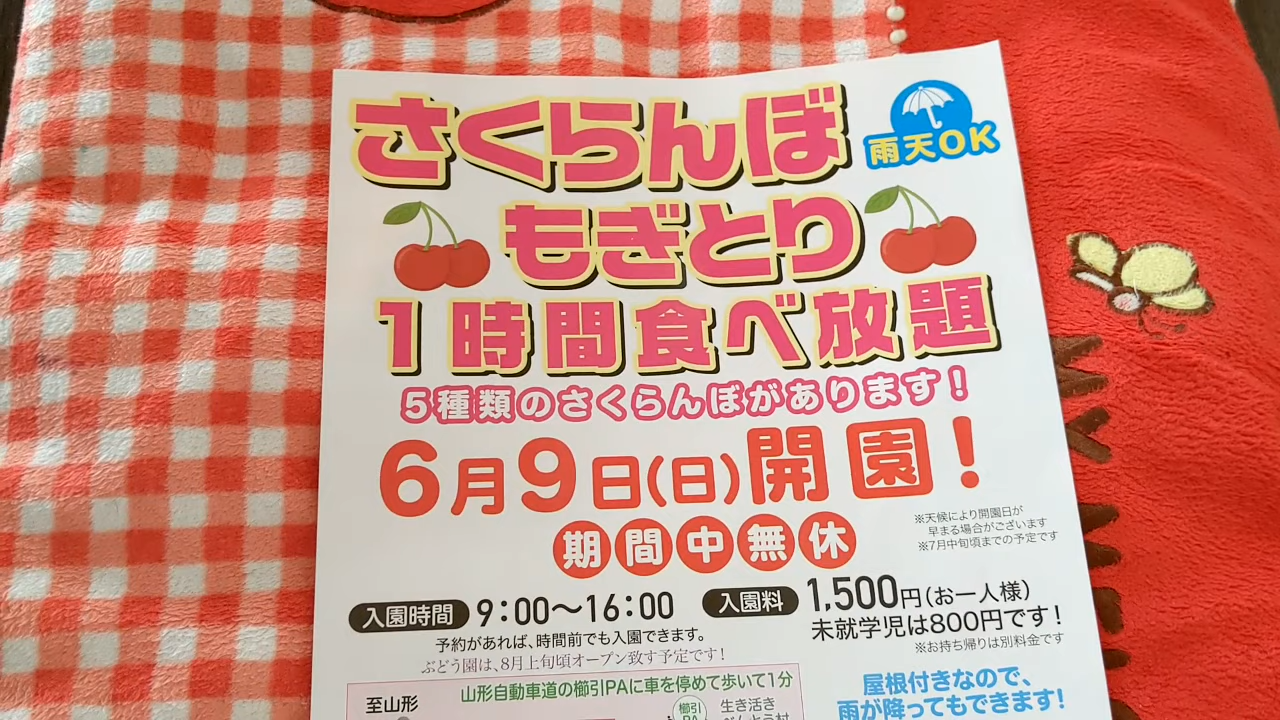 さくらんぼ
雨天OK
もぎとり
1時間食べ放題
5種類のさくらんぼがあります!
6月9日(日)開園!
※天候により開園日が
早まる場合がございます
※7月中旬頃までの予定です
期間中無休
入園時間 9:00〜16:00
入園料 1,500円(お一人様)
未就学児は800円です!
※お持ち帰りは別料金です
予約があれば、時間前でも入園できます。
ぶどう園は、8月上旬頃オープン致す予定です!
山形自動車道の櫛引PAに車を停めて歩いて1分
至山形
櫛引
PA
生き活き
べんとう村
屋根付きなので、
雨が降ってもできます!